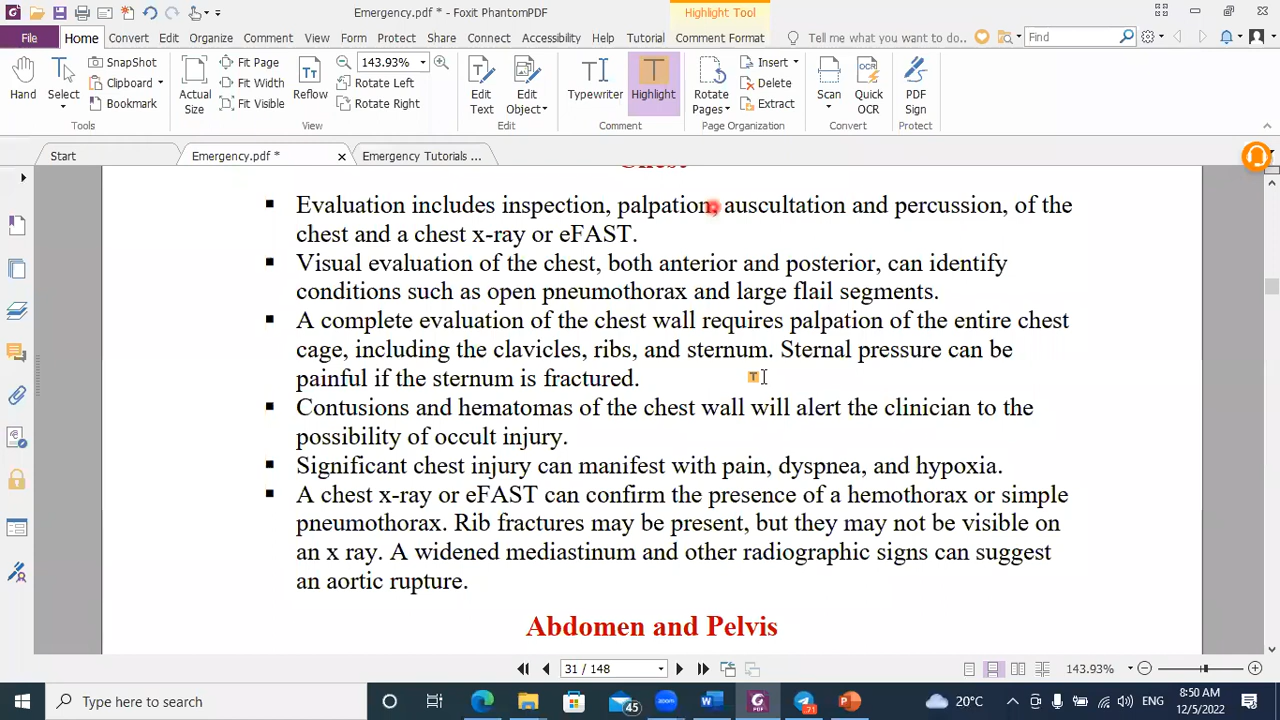 Emergency.pdf * - Foxit PhantomPDF
Highlight Tool
File Home Convert Edit Organize Comment View Form Protect Share Connect Accessibility Help Tutorial Comment Format Tell me what you want to do... Find
Hand
Select
SnapShot
Clipboard
Bookmark
Tools
Actual Size
Fit Page
Fit Width
Fit Visible
Reflow
143.93%
Rotate Left
Rotate Right
View
Edit Text
Edit Object
Edit
Typewriter
Highlight
Comment
Rotate Pages
Insert
Delete
Extract
Page Organization
Scan
Quick OCR
Convert
PDF Sign
Protect
Start
Emergency.pdf *
Emergency Tutorials ...
Chest
▪ Evaluation includes inspection, palpation, auscultation and percussion, of the
chest and a chest x-ray or eFAST.
▪ Visual evaluation of the chest, both anterior and posterior, can identify
conditions such as open pneumothorax and large flail segments.
▪ A complete evaluation of the chest wall requires palpation of the entire chest
cage, including the clavicles, ribs, and sternum. Sternal pressure can be
painful if the sternum is fractured.
▪ Contusions and hematomas of the chest wall will alert the clinician to the
possibility of occult injury.
▪ Significant chest injury can manifest with pain, dyspnea, and hypoxia.
▪ A chest x-ray or eFAST can confirm the presence of a hemothorax or simple
pneumothorax. Rib fractures may be present, but they may not be visible on
an x ray. A widened mediastinum and other radiographic signs can suggest
an aortic rupture.
Abdomen and Pelvis
31 / 148
143.93%
Type here to search
45
zoom
PDF
21
20°C
ENG
8:50 AM
12/5/2022